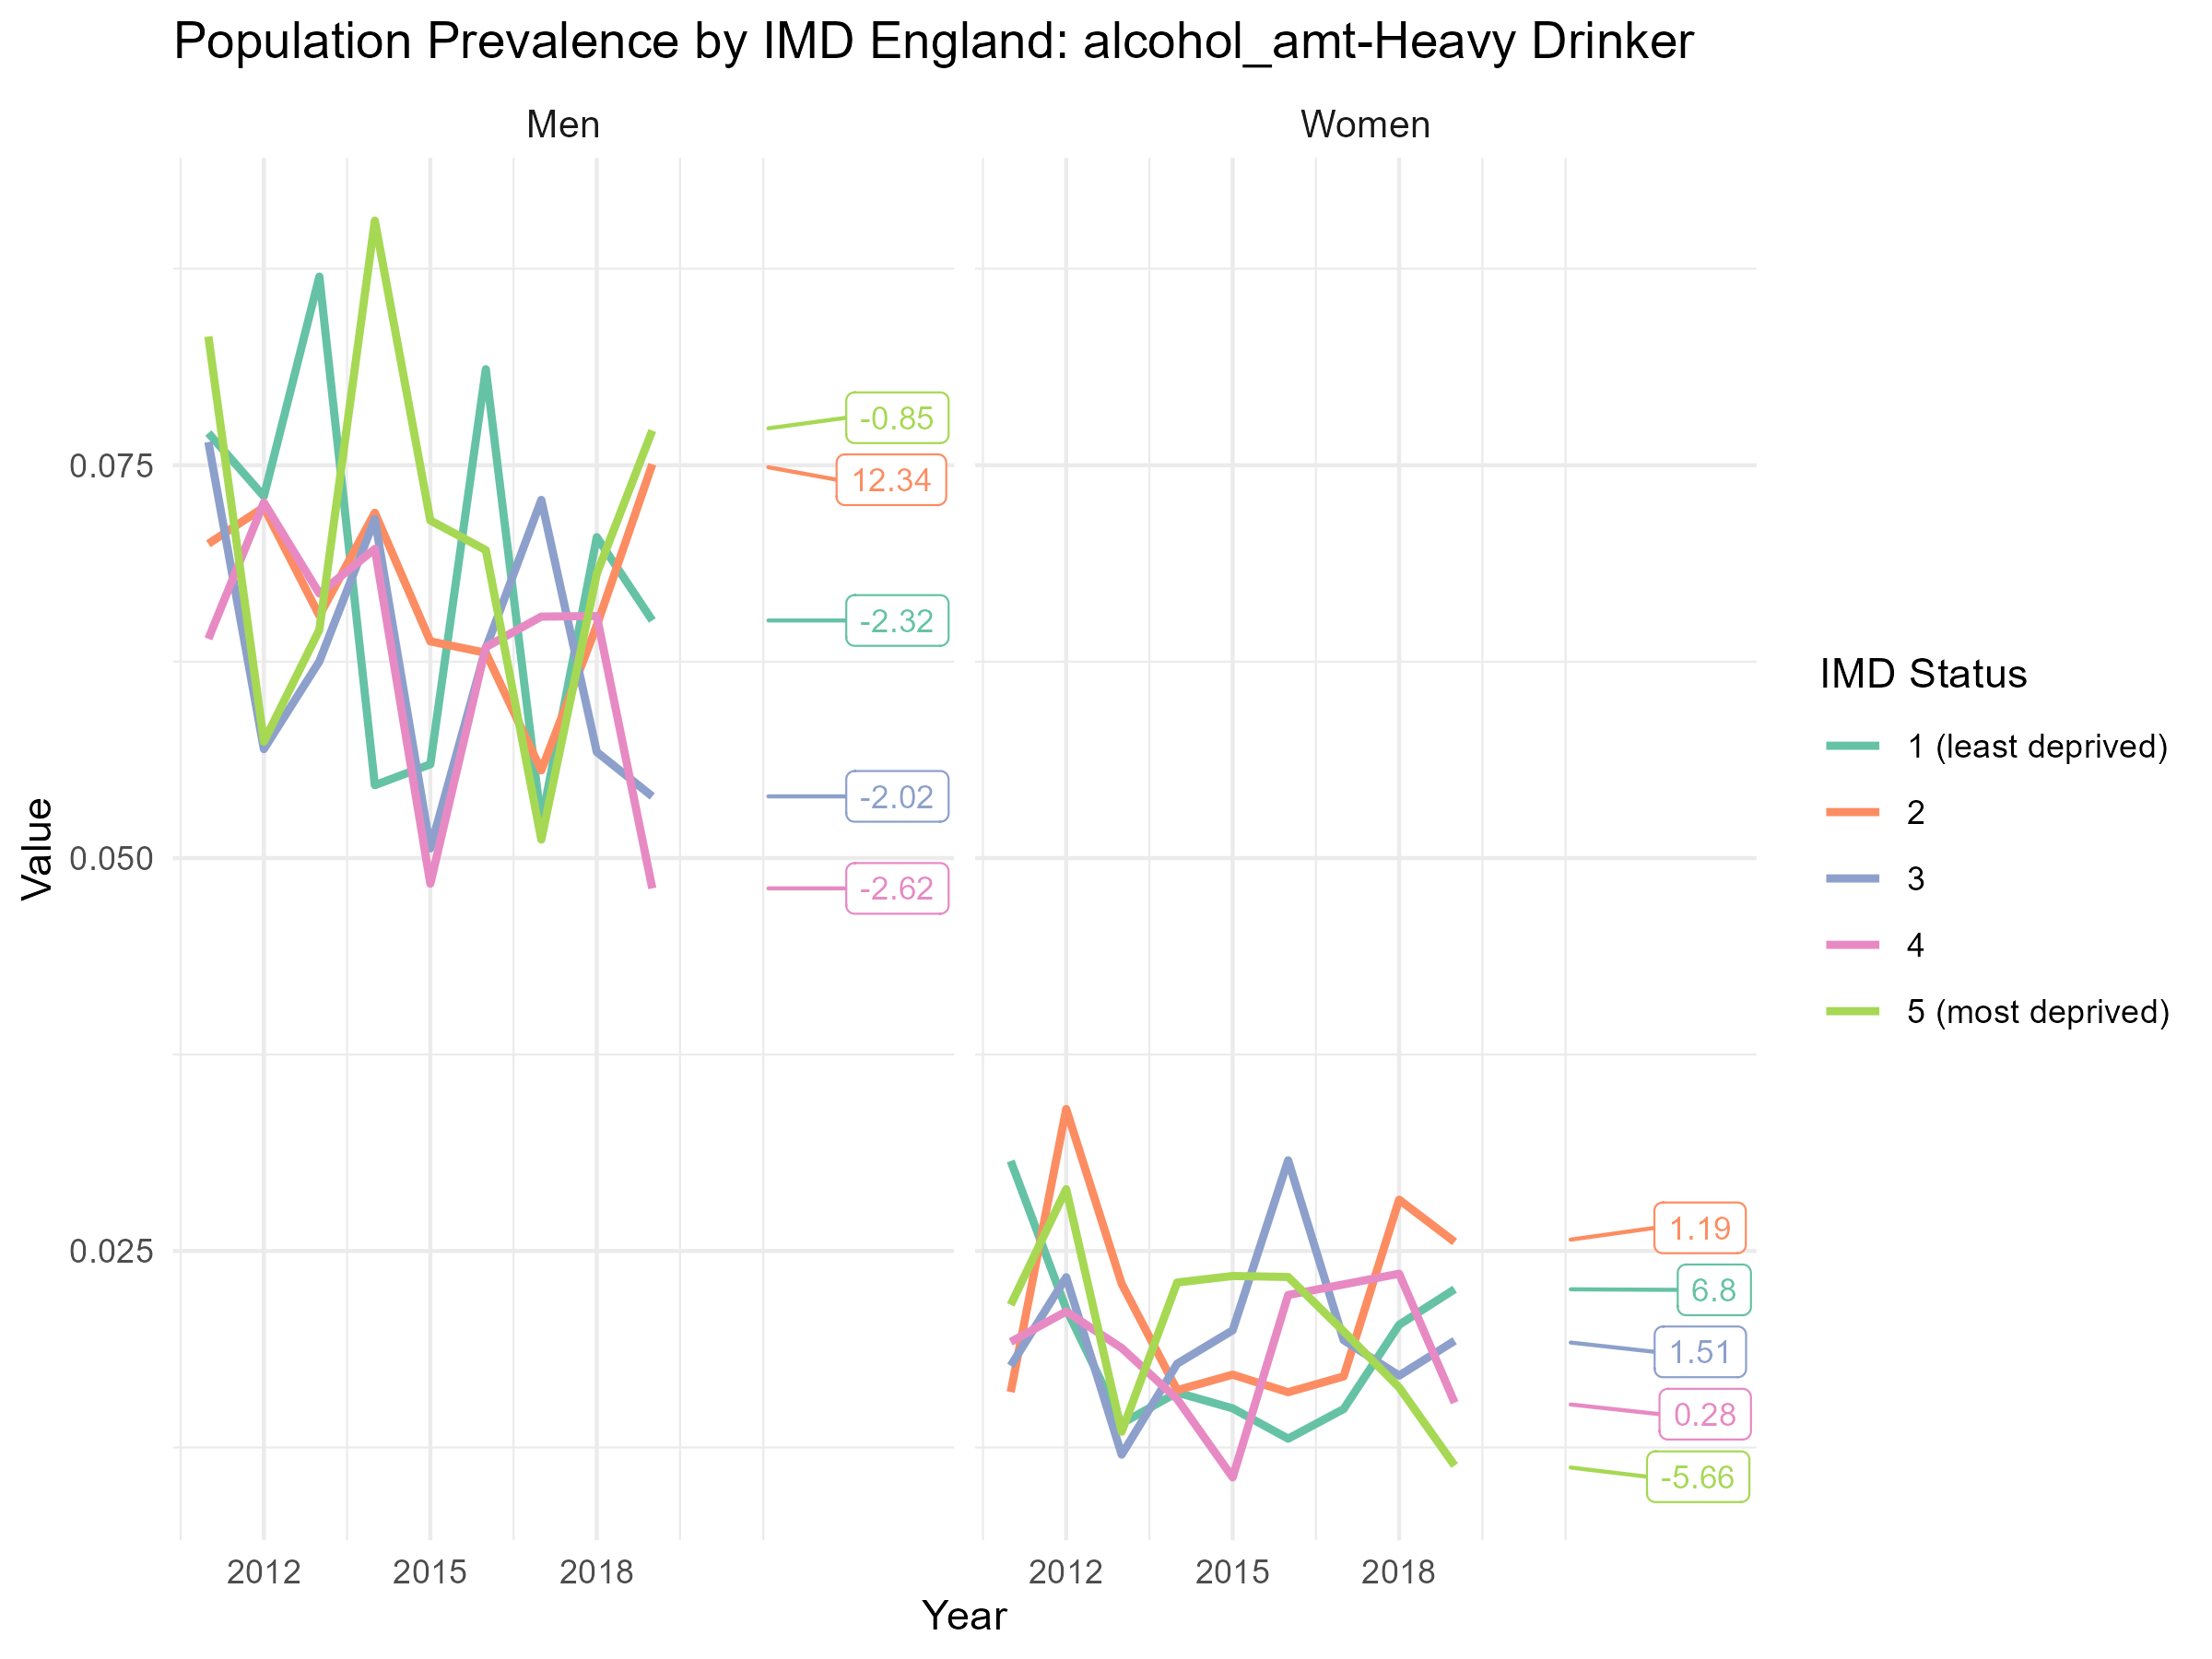 Population Prevalence by IMD England: alcohol_amt-Heavy Drinker
Men
Women
Value
0.075
0.050
0.025
-0.85
12.34
-2.32
-2.02
-2.62
1.19
6.8
1.51
0.28
-5.66
2012
2015
2018
2012
2015
2018
Year
IMD Status
1 (least deprived)
2
3
4
5 (most deprived)